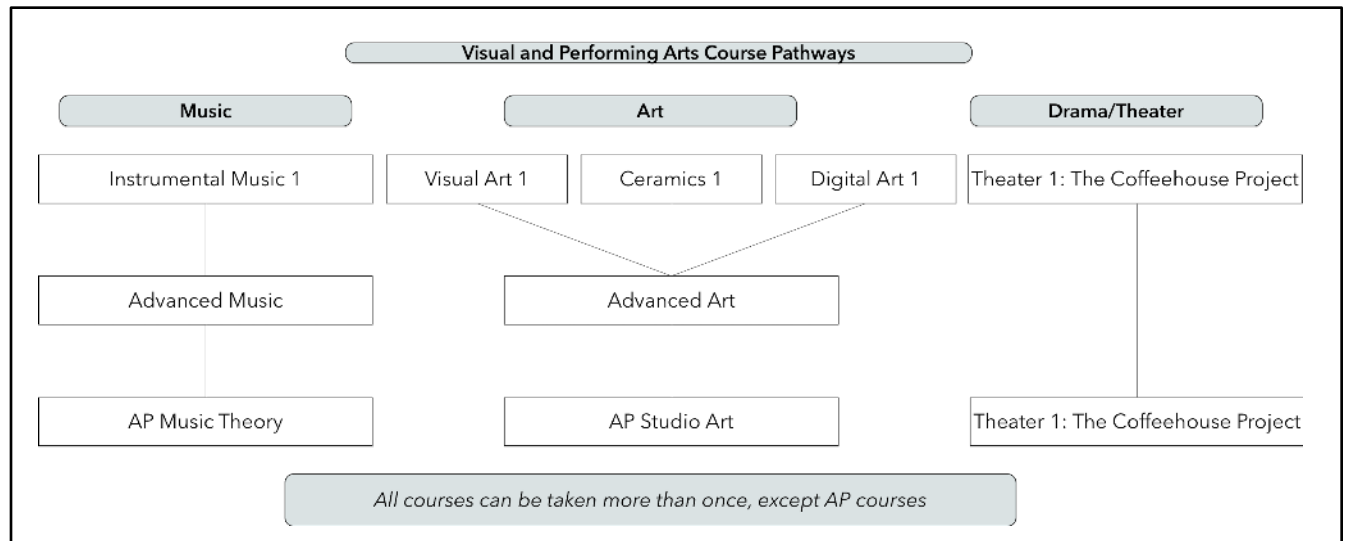 Visual and Performing Arts Course Pathways
Music
Art
Drama/Theater
Instrumental Music 1
Visual Art 1
Ceramics 1
Digital Art 1
Theater 1: The Coffeehouse Project
Advanced Music
Advanced Art
AP Music Theory
AP Studio Art
Theater 1: The Coffeehouse Project
All courses can be taken more than once, except AP courses